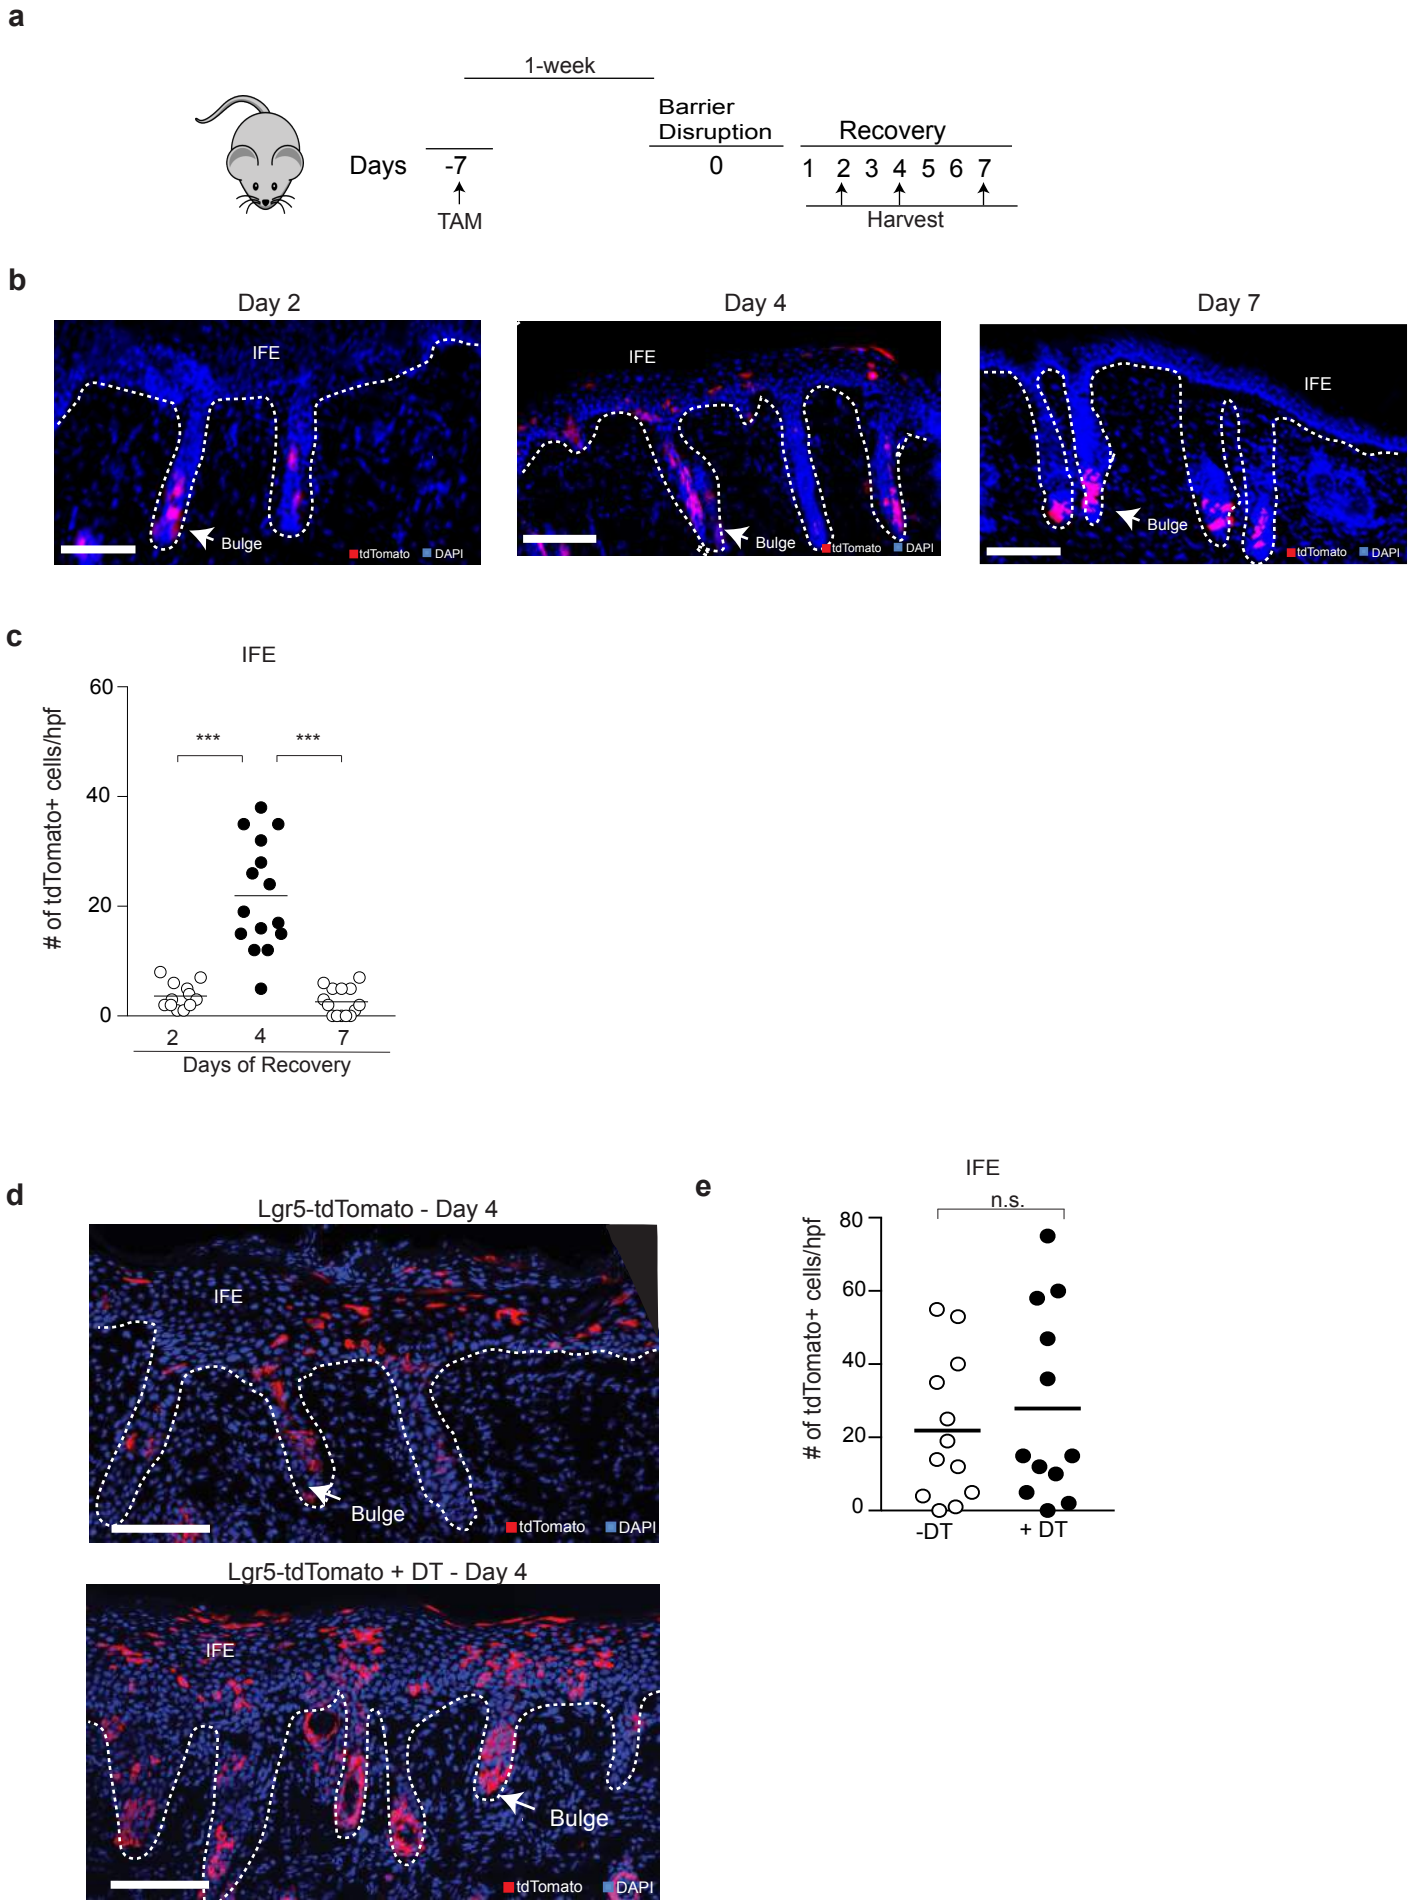 a
1-week
Barrier
Disruption
Recovery
Days -7 0 1 2 3 4 5 6 7
TAM
Harvest
b
Day 2
Day 4
Day 7
IFE
IFE
IFE
Bulge
Bulge
Bulge
tdTomato DAPI
tdTomato DAPI
tdTomato DAPI
c
IFE
# of tdTomato+ cells/hpf
60
40
20
0
*** ***
2 4 7
Days of Recovery
d
Lgr5-tdTomato - Day 4
IFE
Bulge
tdTomato DAPI
Lgr5-tdTomato + DT - Day 4
IFE
Bulge
tdTomato DAPI
e
IFE
n.s.
# of tdTomato+ cells/hpf
80
60
40
20
0
-DT + DT